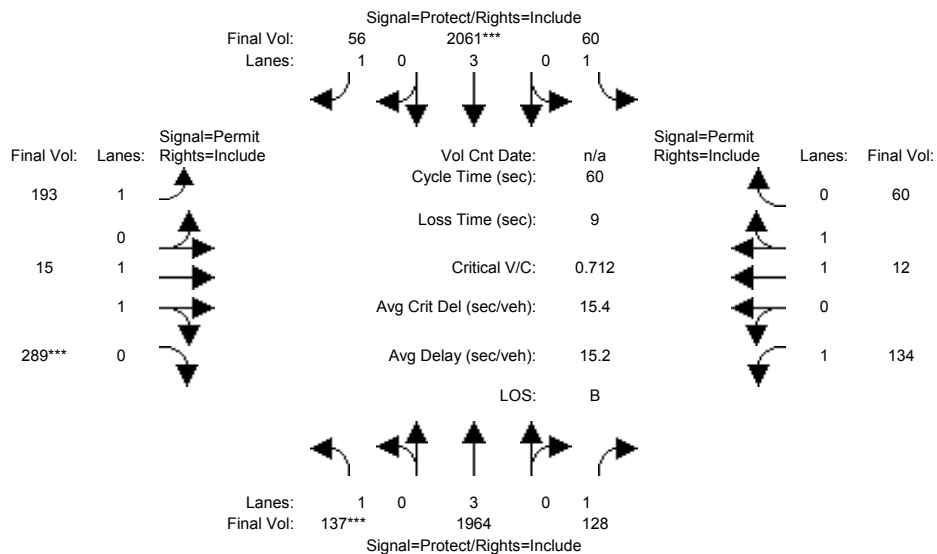 Signal=Protect/Rights=Include
Final Vol: 56 2061*** 60
Lanes: 1 0 3 0 1
Signal=Permit Signal=Permit
Final Vol: Lanes: Rights=Include Vol Cnt Date: n/a Rights=Include Lanes: Final Vol:
Cycle Time (sec): 60
193 1 0 60
Loss Time (sec): 9
0 1
15 1 Critical V/C: 0.712 1 12
1 Avg Crit Del (sec/veh): 15.4 0
289*** 0 Avg Delay (sec/veh): 15.2 1 134
LOS: B
Lanes: 1 0 3 0 1
Final Vol: 137*** 1964 128
Signal=Protect/Rights=Include